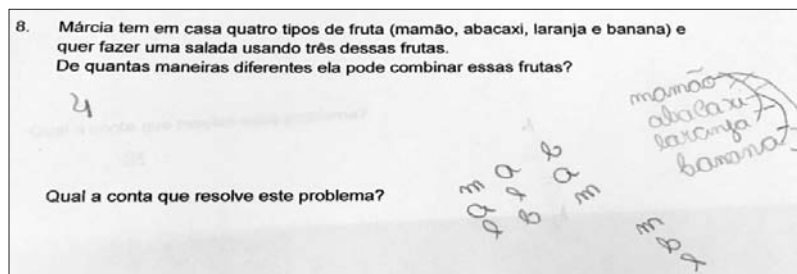 8. Márcia tem em casa quatro tipos de fruta (mamão, abacaxi, laranja e banana) e
quer fazer uma salada usando três dessas frutas.
De quantas maneiras diferentes ela pode combinar essas frutas?
4
mamão
abacaxi
laranja
banana
Qual a conta que resolve este problema?
m a l
a l b
b a m
m b l